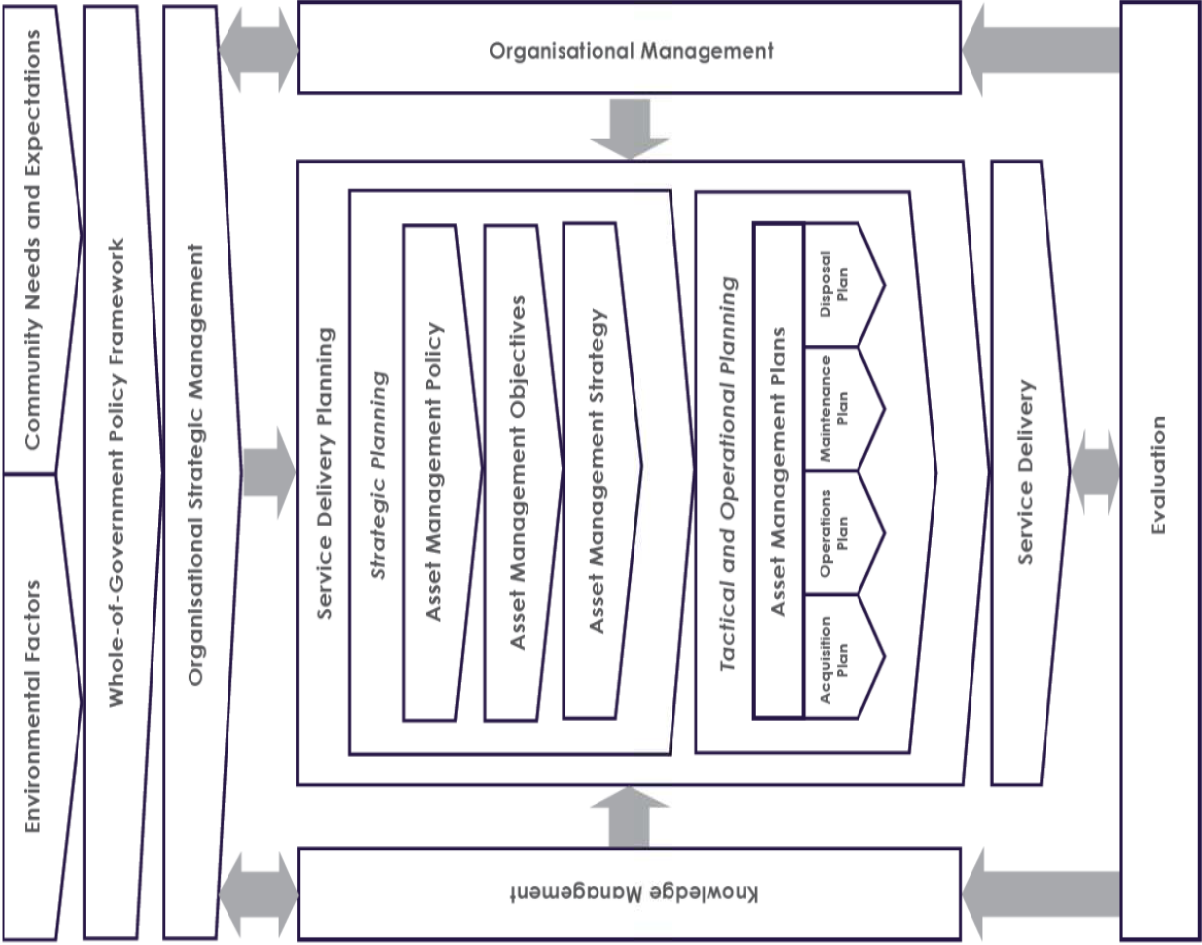 Environmental Factors
Community Needs and Expectations
Whole-of-Government Policy Framework
Organisational Strategic Management
Knowledge Management
Organisational Management
Service Delivery Planning
Strategic Planning
Asset Management Policy
Asset Management Objectives
Asset Management Strategy
Tactical and Operational Planning
Asset Management Plans
Acquisition
Plan
Operations
Plan
Maintenance
Plan
Disposal
Plan
Service Delivery
Evaluation